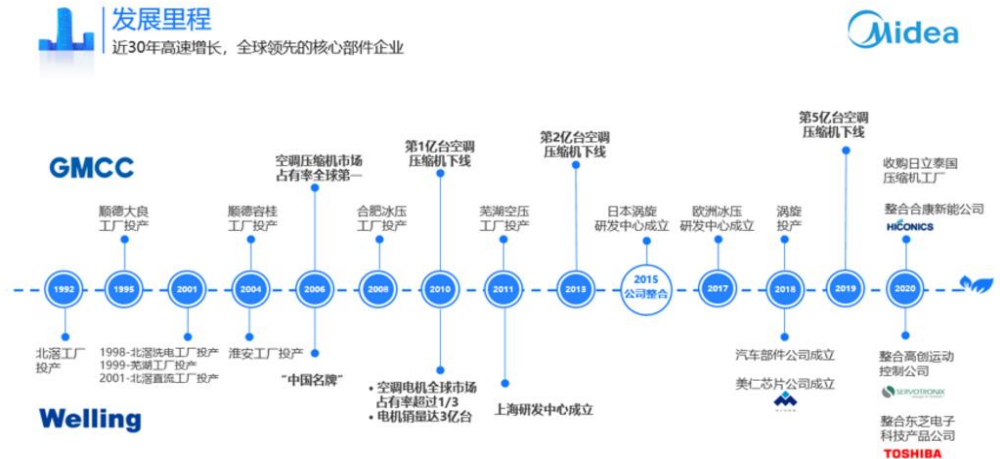 发展里程
近30年高速增长，全球领先的核心部件企业
Midea
GMCC
顺德大良
工厂投产
顺德容桂
工厂投产
空调压缩机市场
占有率全球第一
合肥冰压
工厂投产
第1亿台空调
压缩机下线
芜湖空压
工厂投产
第2亿台空调
压缩机下线
日本涡旋
研发中心成立
欧洲冰压
研发中心成立
涡旋
投产
第5亿台空调
压缩机下线
收购日立泰国
压缩机工厂
整合合康新能公司
HICONICS
1992
1995
2001
2004
2006
2008
2010
2011
2013
2015
公司整合
2017
2018
2019
2020
北滘工厂
投产
1998-北滘洗电工厂投产
1999-芜湖工厂投产
2001-北滘直流工厂投产
淮安工厂投产
“中国名牌”
• 空调电机全球市场
占有率超过1/3
• 电机销量达3亿台
上海研发中心成立
汽车部件公司成立
美仁芯片公司成立
整合高创运动
控制公司
SERVOTRONIX
整合东芝电子
科技产品公司
TOSHIBA
Welling